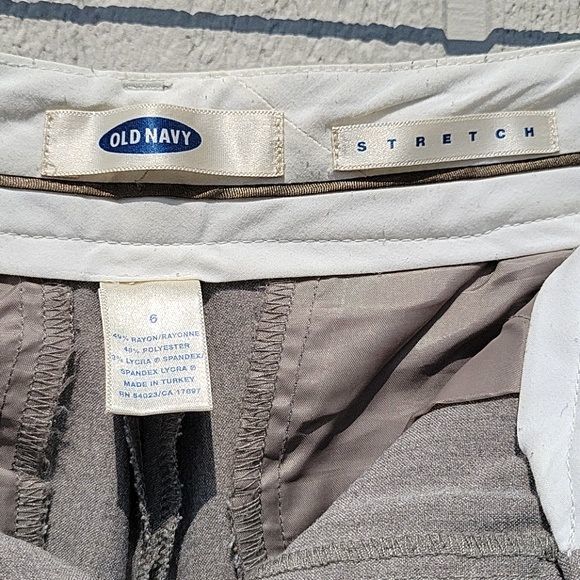 OLD NAVY
STRETCH
6
49% RAYON/RAYONNE
48% POLYESTER
3% LYCRA ® SPANDEX/
SPANDEX LYCRA ®
MADE IN TURKEY
RN 54023/CA 17897